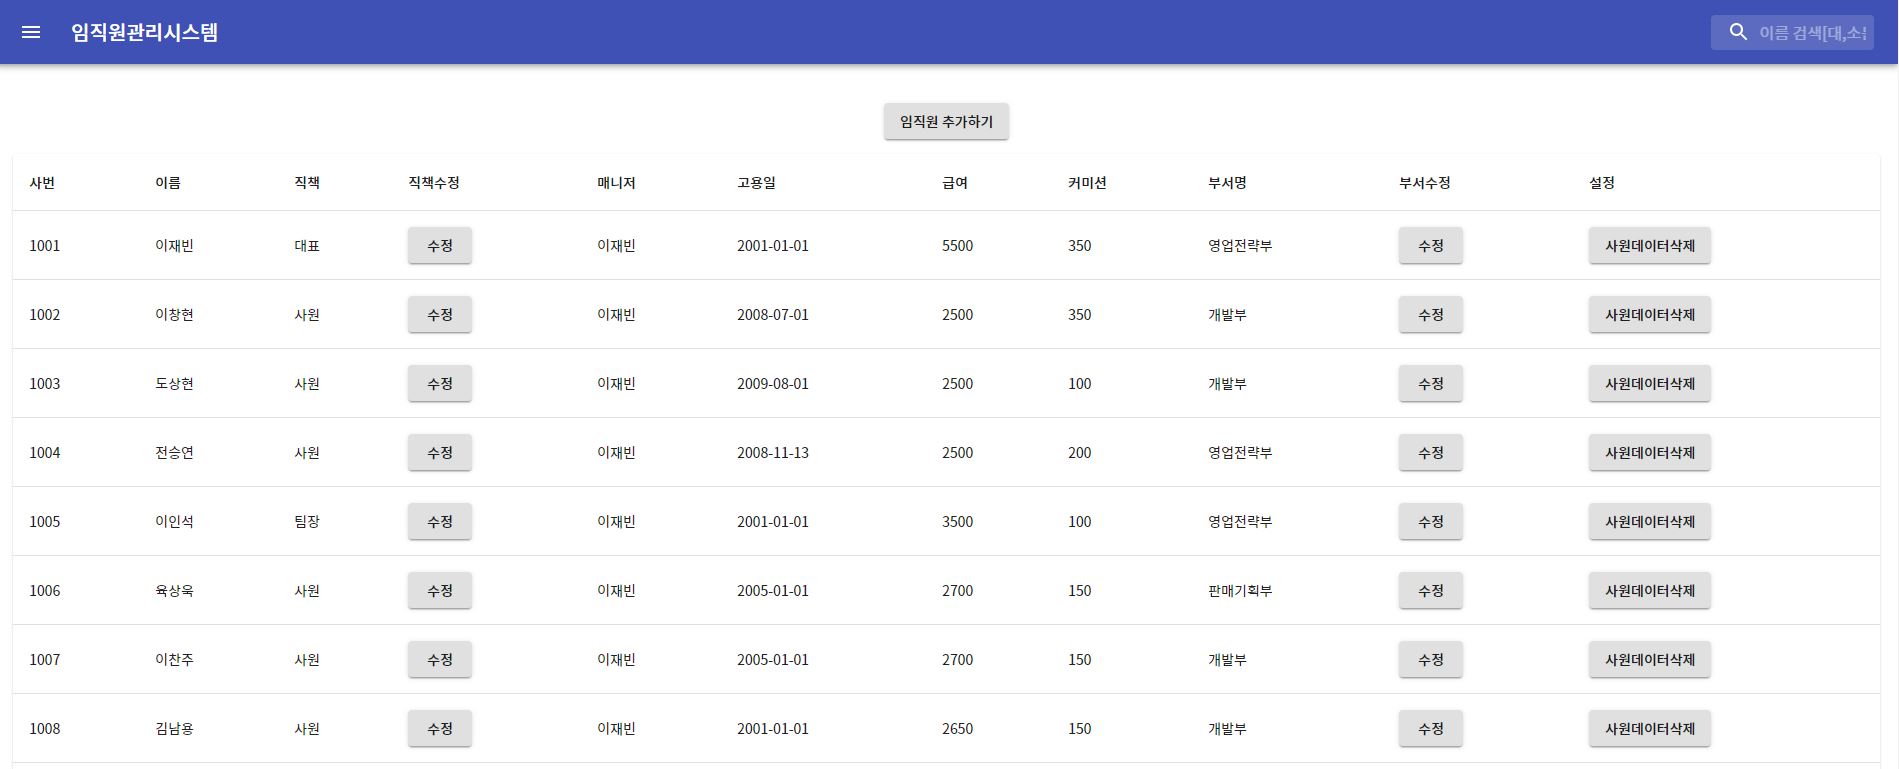 임직원관리시스템
이름 검색[대,소
임직원 추가하기
사번 이름 직책 직책수정 매니저 고용일 급여 커미션 부서명 부서수정 설정
1001 이재빈 대표 수정 이재빈 2001-01-01 5500 350 영업전략부 수정 사원데이터삭제
1002 이창현 사원 수정 이재빈 2008-07-01 2500 350 개발부 수정 사원데이터삭제
1003 도상현 사원 수정 이재빈 2009-08-01 2500 100 개발부 수정 사원데이터삭제
1004 전승연 사원 수정 이재빈 2008-11-13 2500 200 영업전략부 수정 사원데이터삭제
1005 이인석 팀장 수정 이재빈 2001-01-01 3500 100 영업전략부 수정 사원데이터삭제
1006 육상욱 사원 수정 이재빈 2005-01-01 2700 150 판매기획부 수정 사원데이터삭제
1007 이찬주 사원 수정 이재빈 2005-01-01 2700 150 개발부 수정 사원데이터삭제
1008 김남용 사원 수정 이재빈 2001-01-01 2650 150 개발부 수정 사원데이터삭제